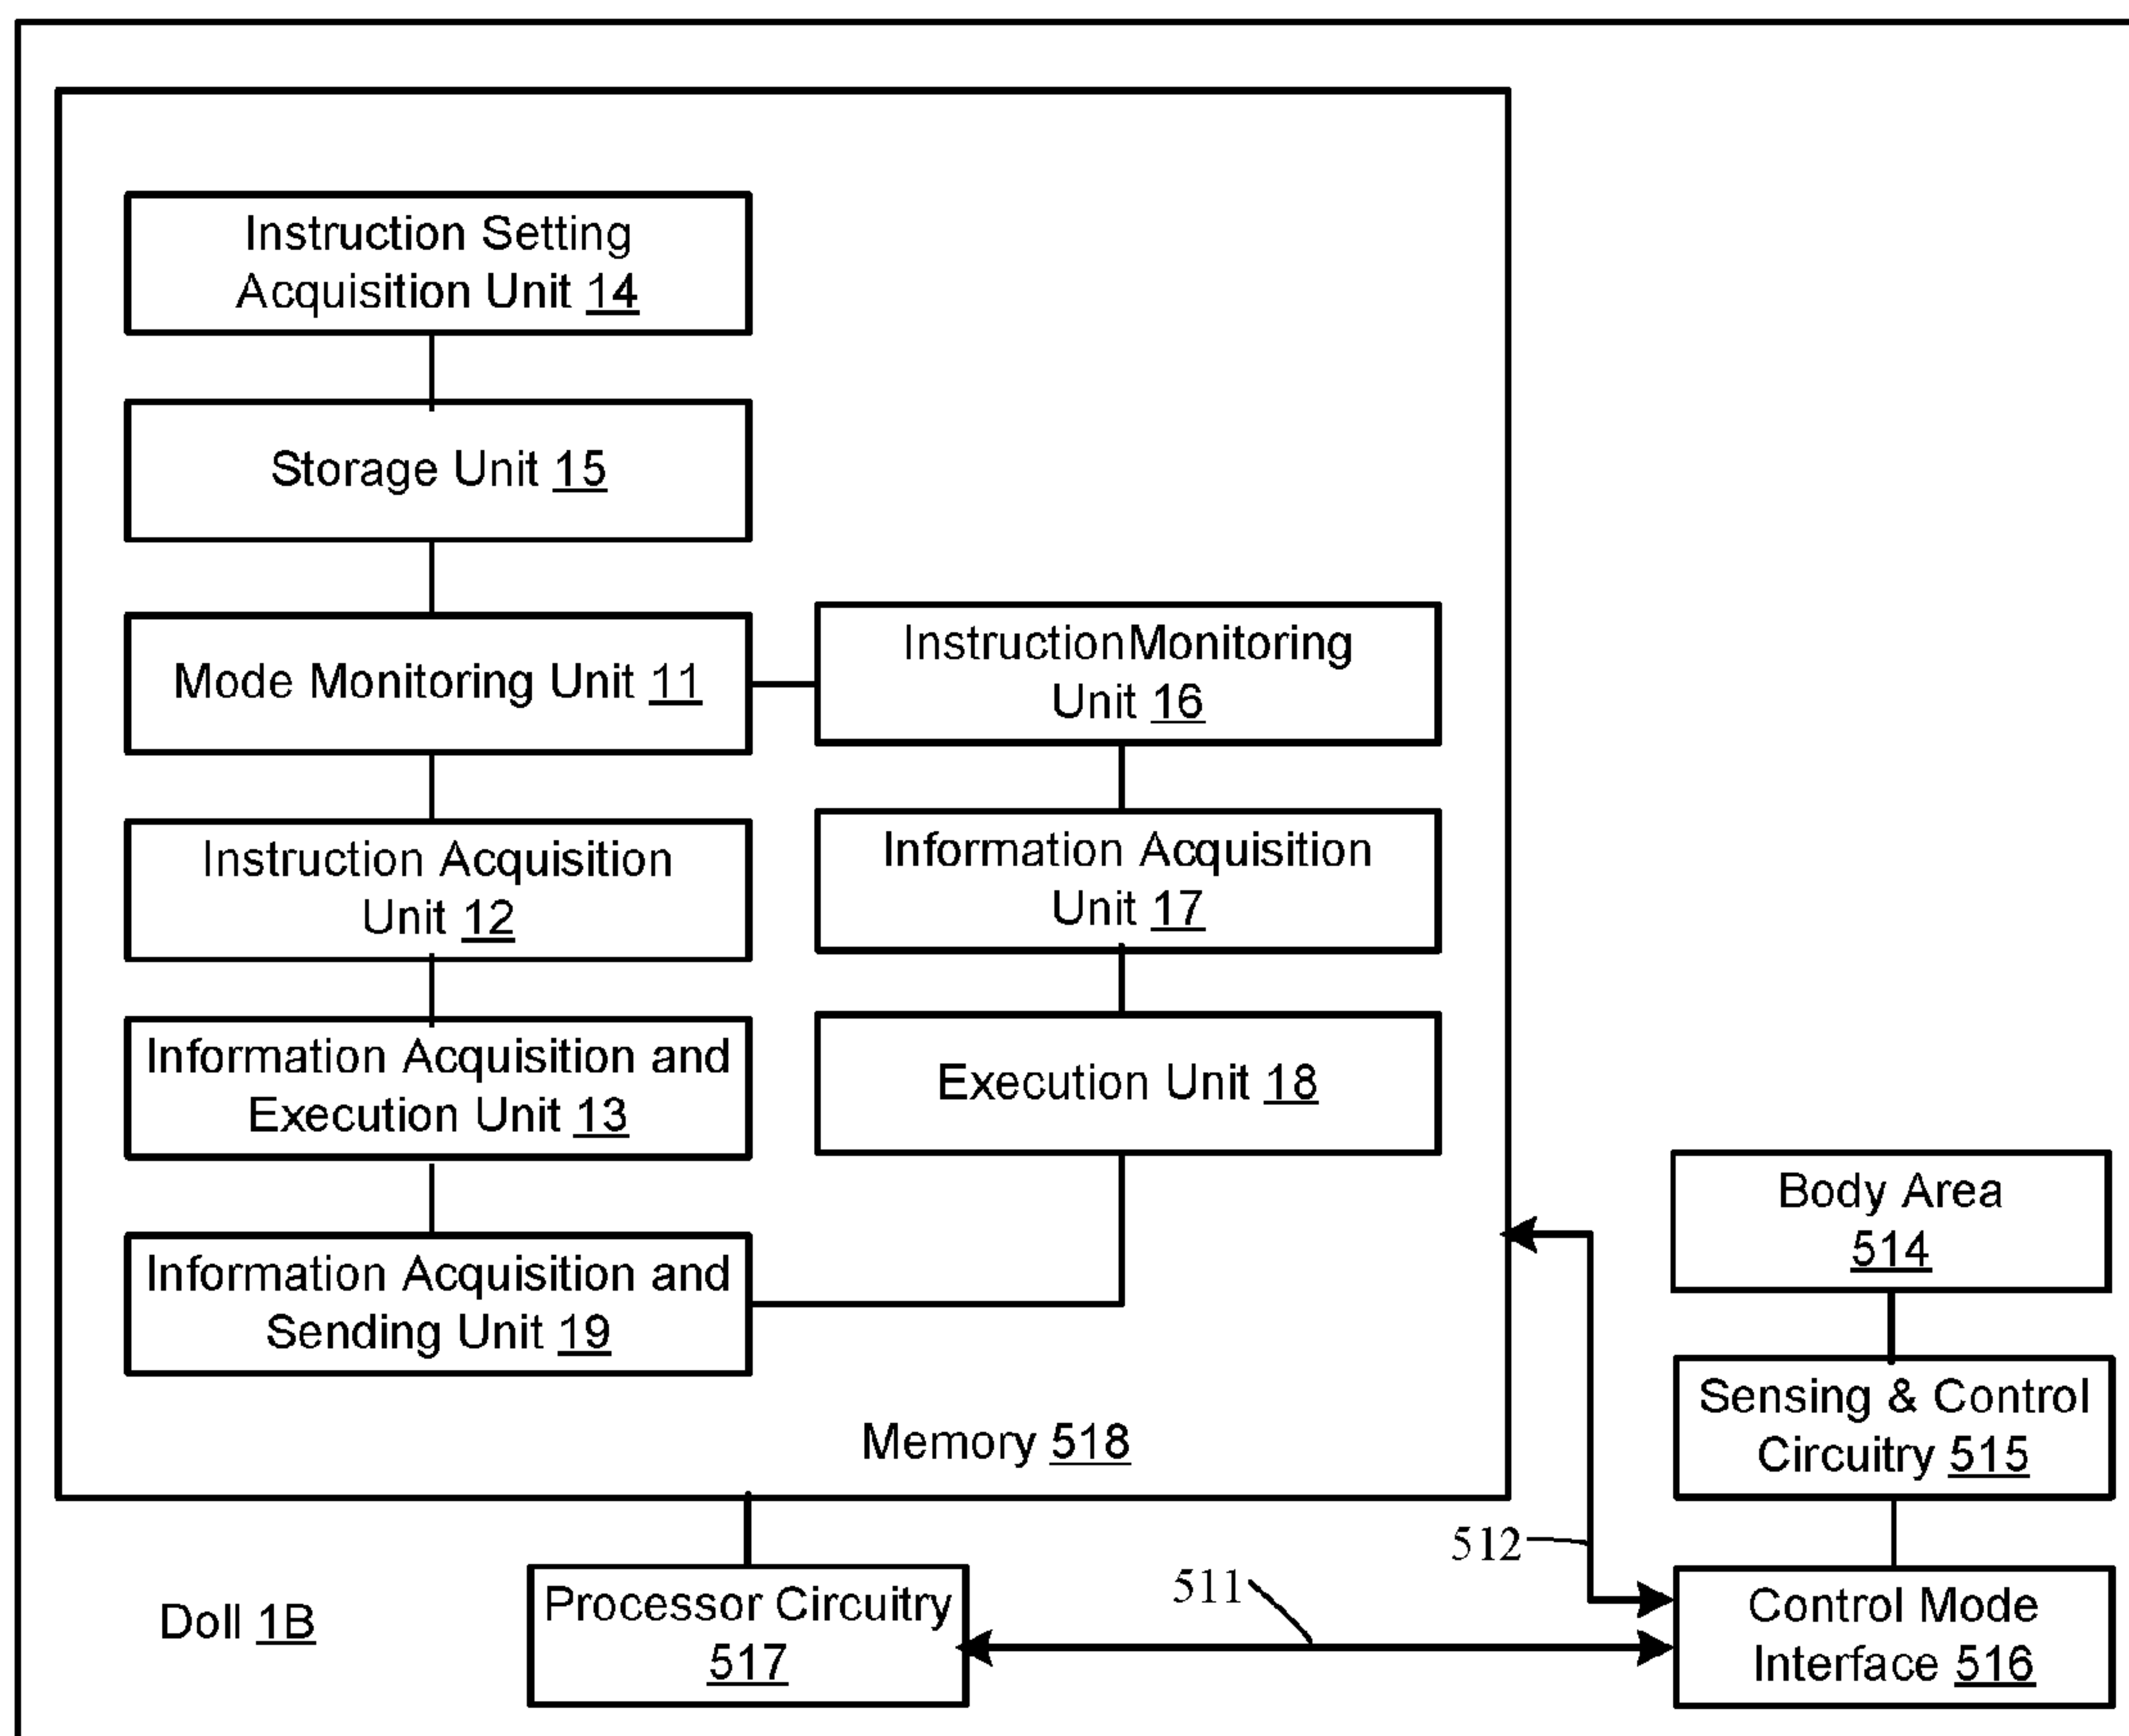 Instruction Setting
Acquisition Unit 14
Storage Unit 15
Mode Monitoring Unit 11
InstructionMonitoring
Unit 16
Instruction Acquisition
Unit 12
Information Acquisition
Unit 17
Information Acquisition and
Execution Unit 13
Execution Unit 18
Information Acquisition and
Sending Unit 19
Memory 518
Body Area
514
Sensing & Control
Circuitry 515
512
511
Control Mode
Interface 516
Processor Circuitry
517
Doll 1B